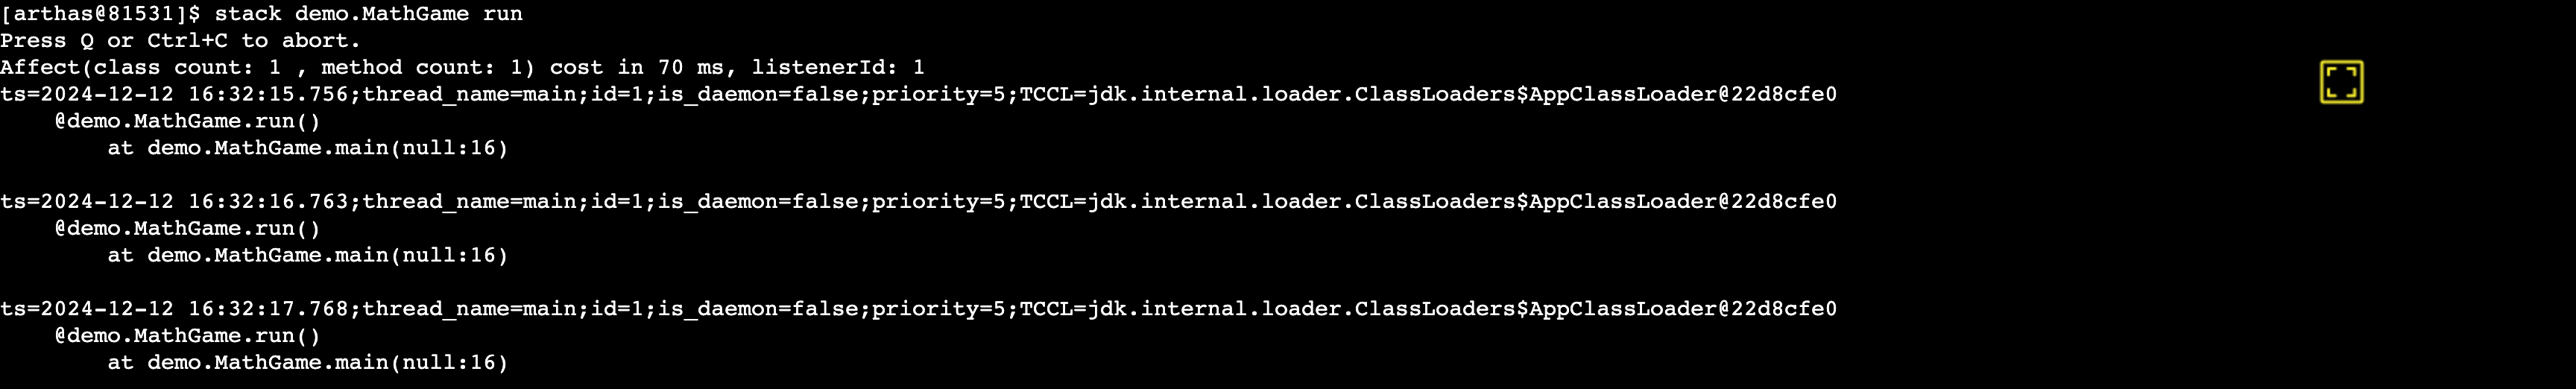 [arthas@81531]$ stack demo.MathGame run
Press Q or Ctrl+C to abort.
Affect(class count: 1 , method count: 1) cost in 70 ms, listenerId: 1
ts=2024-12-12 16:32:15.756;thread_name=main;id=1;is_daemon=false;priority=5;TCCL=jdk.internal.loader.ClassLoaders$AppClassLoader@22d8cfe0
    @demo.MathGame.run()
        at demo.MathGame.main(null:16)

ts=2024-12-12 16:32:16.763;thread_name=main;id=1;is_daemon=false;priority=5;TCCL=jdk.internal.loader.ClassLoaders$AppClassLoader@22d8cfe0
    @demo.MathGame.run()
        at demo.MathGame.main(null:16)

ts=2024-12-12 16:32:17.768;thread_name=main;id=1;is_daemon=false;priority=5;TCCL=jdk.internal.loader.ClassLoaders$AppClassLoader@22d8cfe0
    @demo.MathGame.run()
        at demo.MathGame.main(null:16)